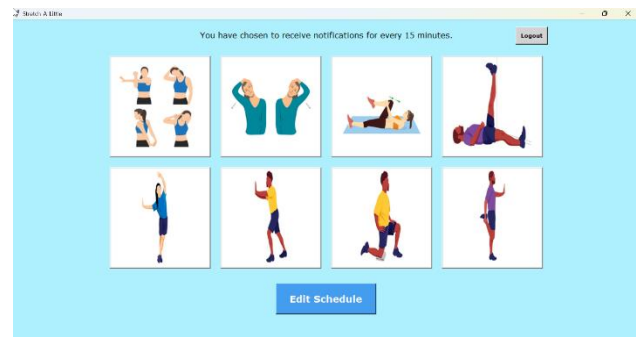 Stretch A Little
You have chosen to receive notifications for every 15 minutes.
Logout
Edit Schedule